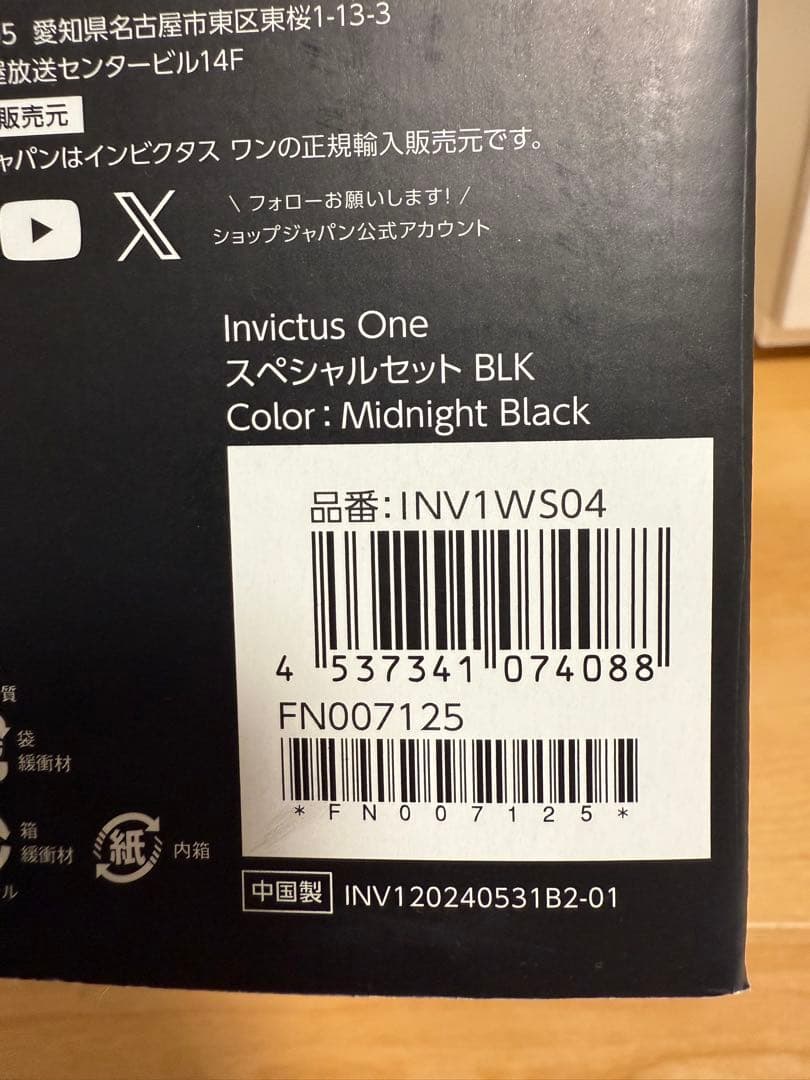 5 愛知県名古屋市東区東桜1-13-3
放送センタービル14F
販売元
ャパンはインビクタス ワンの正規輸入販売元です。
\ フォローお願いします! /
ショップジャパン公式アカウント
Invictus One
スペシャルセット BLK
Color：Midnight Black
品番：INV1WS04
4 537341 074088
FN007125
*FN007125*
質
袋
緩衝材
箱
緩衝材
紙 内箱
ル
中国製 INV120240531B2-01